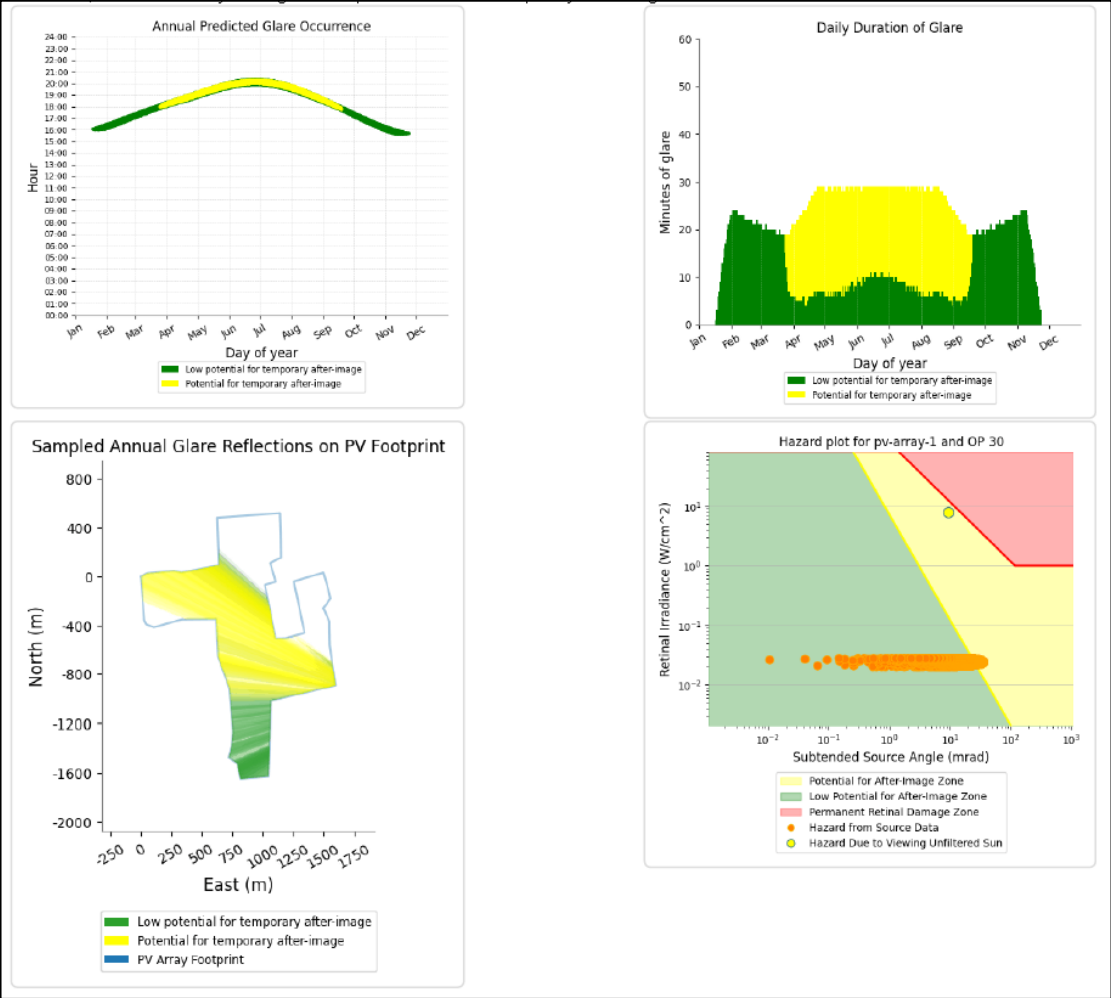 Annual Predicted Glare Occurrence
24:00
23:00
22:00
21:00
20:00
19:00
18:00
17:00
16:00
15:00
14:00
13:00
12:00
11:00
10:00
09:00
08:00
07:00
06:00
05:00
04:00
03:00
02:00
01:00
00:00
Hour
Jan Feb Mar Apr May Jun Jul Aug Sep Oct Nov Dec
Day of year
Low potential for temporary after-image
Potential for temporary after-image
Daily Duration of Glare
60
50
40
30
20
10
0
Minutes of glare
Jan Feb Mar Apr May Jun Jul Aug Sep Oct Nov Dec
Day of year
Low potential for temporary after-image
Potential for temporary after-image
Sampled Annual Glare Reflections on PV Footprint
800
400
0
-400
-800
-1200
-1600
-2000
North (m)
-250 0 250 500 750 1000 1250 1500 1750
East (m)
Low potential for temporary after-image
Potential for temporary after-image
PV Array Footprint
Hazard plot for pv-array-1 and OP 30
10^1
10^0
10^-1
10^-2
Retinal Irradiance (W/cm^2)
10^-2 10^-1 10^0 10^1 10^2 10^3
Subtended Source Angle (mrad)
Potential for After-Image Zone
Low Potential for After-Image Zone
Permanent Retinal Damage Zone
Hazard from Source Data
Hazard Due to Viewing Unfiltered Sun